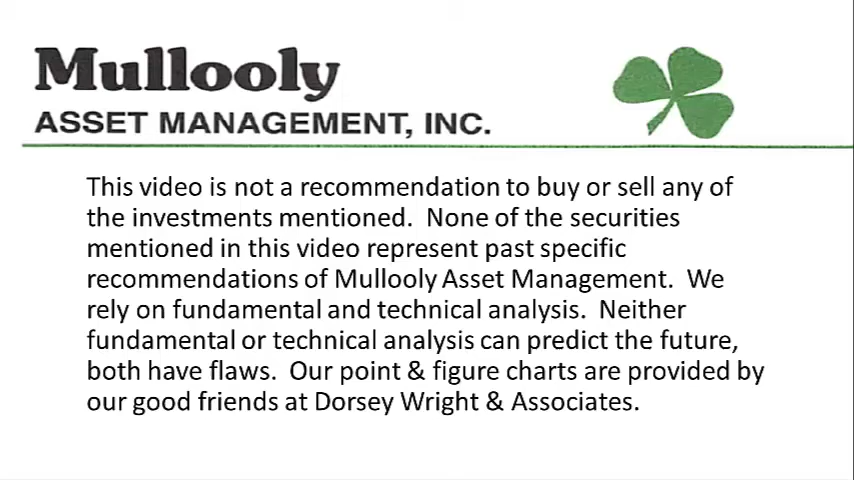 Mullooly
ASSET MANAGEMENT, INC.
This video is not a recommendation to buy or sell any of
the investments mentioned.  None of the securities
mentioned in this video represent past specific
recommendations of Mullooly Asset Management.  We
rely on fundamental and technical analysis.  Neither
fundamental or technical analysis can predict the future,
both have flaws.  Our point & figure charts are provided by
our good friends at Dorsey Wright & Associates.